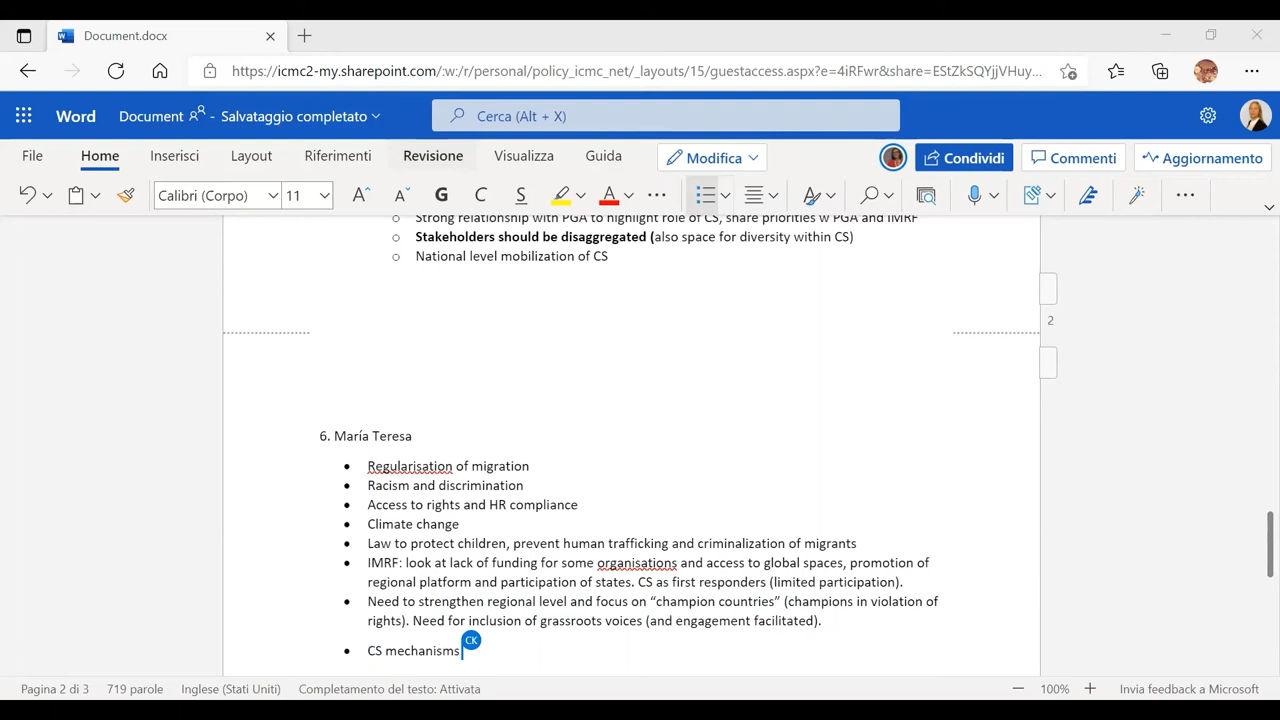 Document.docx
https://icmc2-my.sharepoint.com/:w:/r/personal/policy_icmc_net/_layouts/15/guestaccess.aspx?e=4iRFwr&share=EStZkSQYjjVHuy...
Word Document - Salvataggio completato Cerca (Alt + X)
File Home Inserisci Layout Riferimenti Revisione Visualizza Guida Modifica Condividi Commenti Aggiornamento
Calibri (Corpo) 11 A A G C S A
Strong relationship with PGA to highlight role of CS, share priorities w PGA and IMRF
Stakeholders should be disaggregated (also space for diversity within CS)
National level mobilization of CS
2
6. María Teresa
Regularisation of migration
Racism and discrimination
Access to rights and HR compliance
Climate change
Law to protect children, prevent human trafficking and criminalization of migrants
IMRF: look at lack of funding for some organisations and access to global spaces, promotion of
regional platform and participation of states. CS as first responders (limited participation).
Need to strengthen regional level and focus on “champion countries” (champions in violation of
rights). Need for inclusion of grassroots voices (and engagement facilitated).
CK
CS mechanisms
Pagina 2 di 3 719 parole Inglese (Stati Uniti) Completamento del testo: Attivata 100% Invia feedback a Microsoft